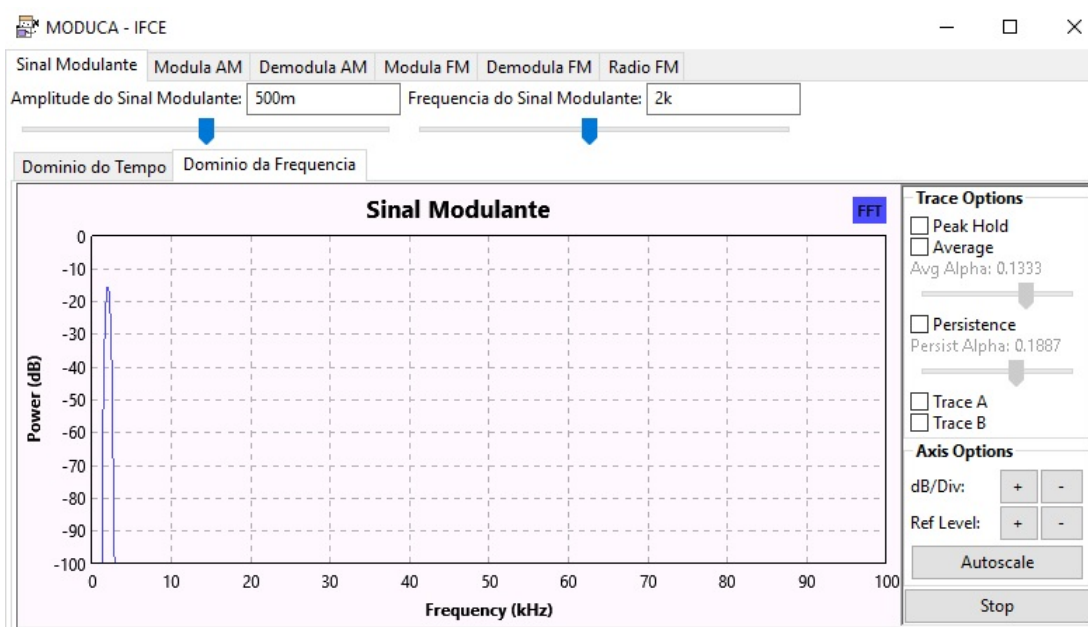 MODUCA - IFCE
Sinal Modulante Modula AM Demodula AM Modula FM Demodula FM Radio FM
Amplitude do Sinal Modulante: 500m Frequencia do Sinal Modulante: 2k
Dominio do Tempo Dominio da Frequencia
Sinal Modulante
FFT
Power (dB)
0
-10
-20
-30
-40
-50
-60
-70
-80
-90
-100
0 10 20 30 40 50 60 70 80 90 100
Frequency (kHz)
Trace Options
Peak Hold
Average
Avg Alpha: 0.1333
Persistence
Persist Alpha: 0.1887
Trace A
Trace B
Axis Options
dB/Div: + -
Ref Level: + -
Autoscale
Stop